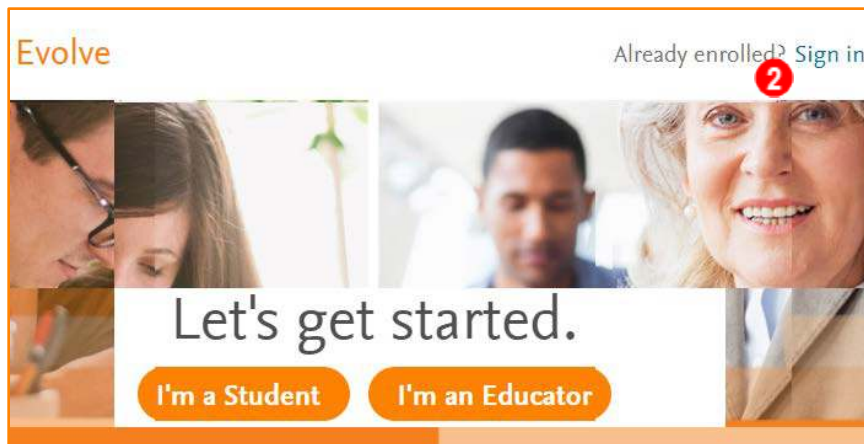 Evolve
Already enrolled? Sign in
2
Let's get started.
I'm a Student
I'm an Educator